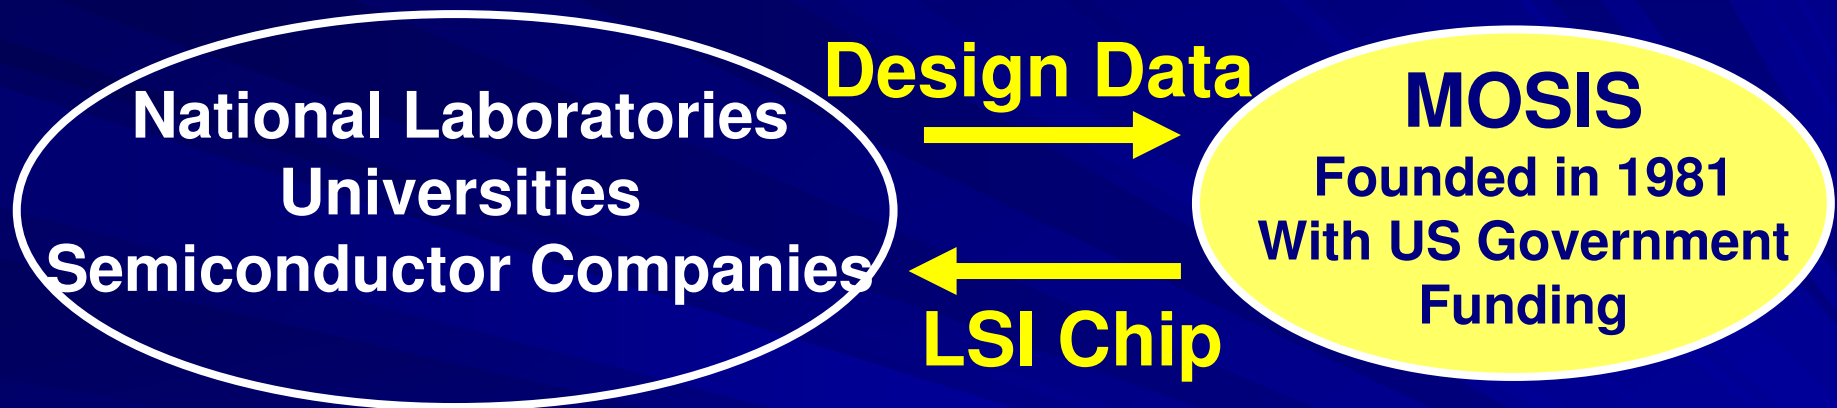 National Laboratories
Universities
Semiconductor Companies
Design Data
LSI Chip
MOSIS
Founded in 1981
With US Government
Funding